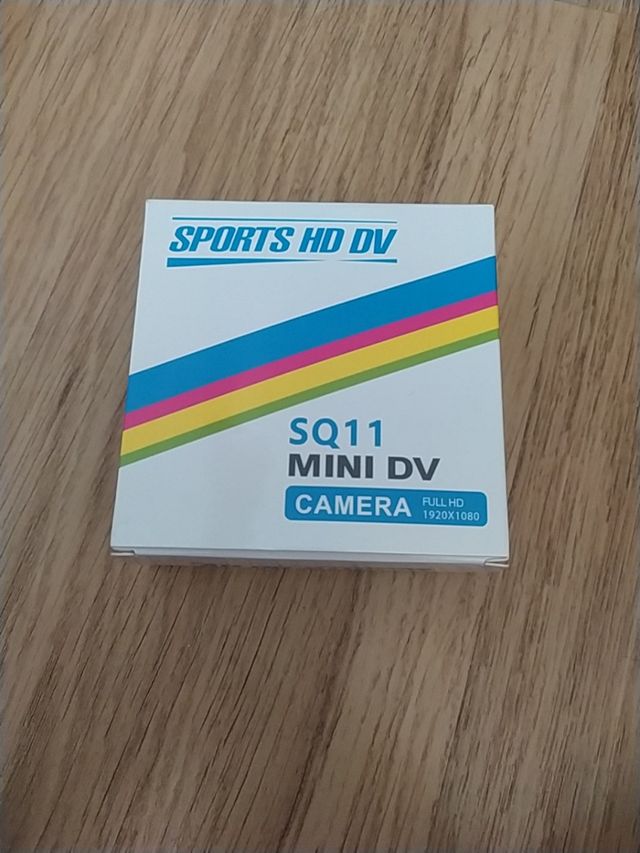 SPORTS HD DV
SQ11
MINI DV
CAMERA FULL HD
1920X1080